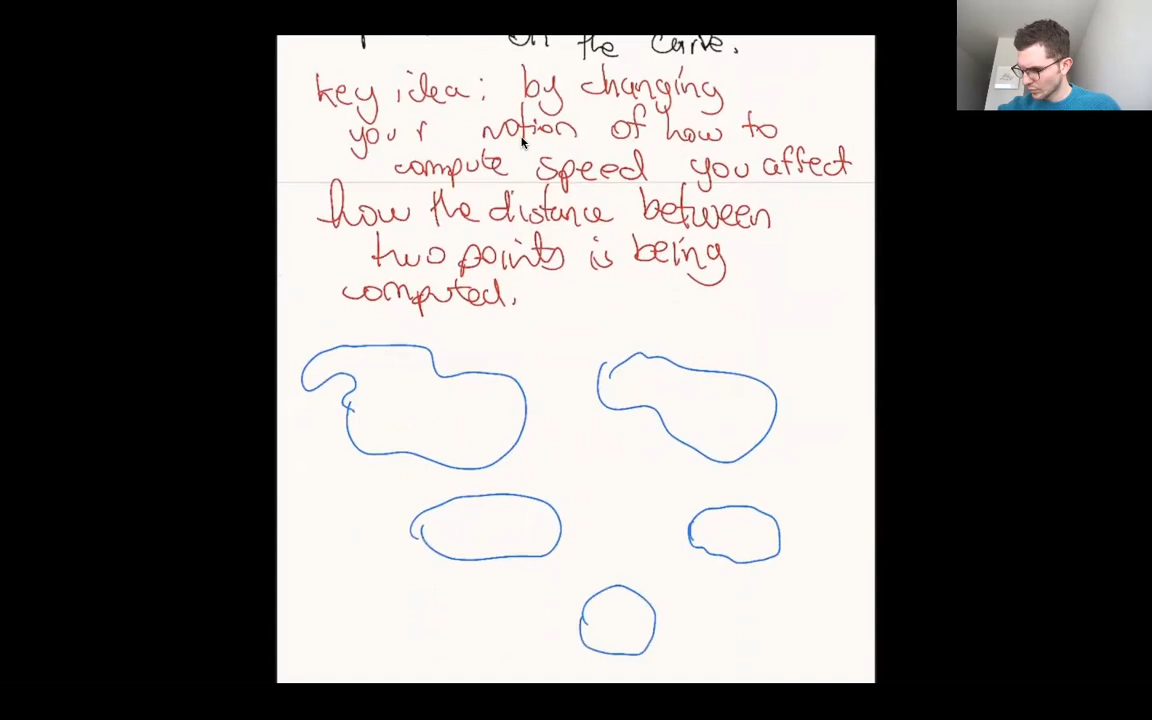 on the curve.
key idea: by changing
your notion of how to
compute speed you affect
how the distance between
two points is being
computed.